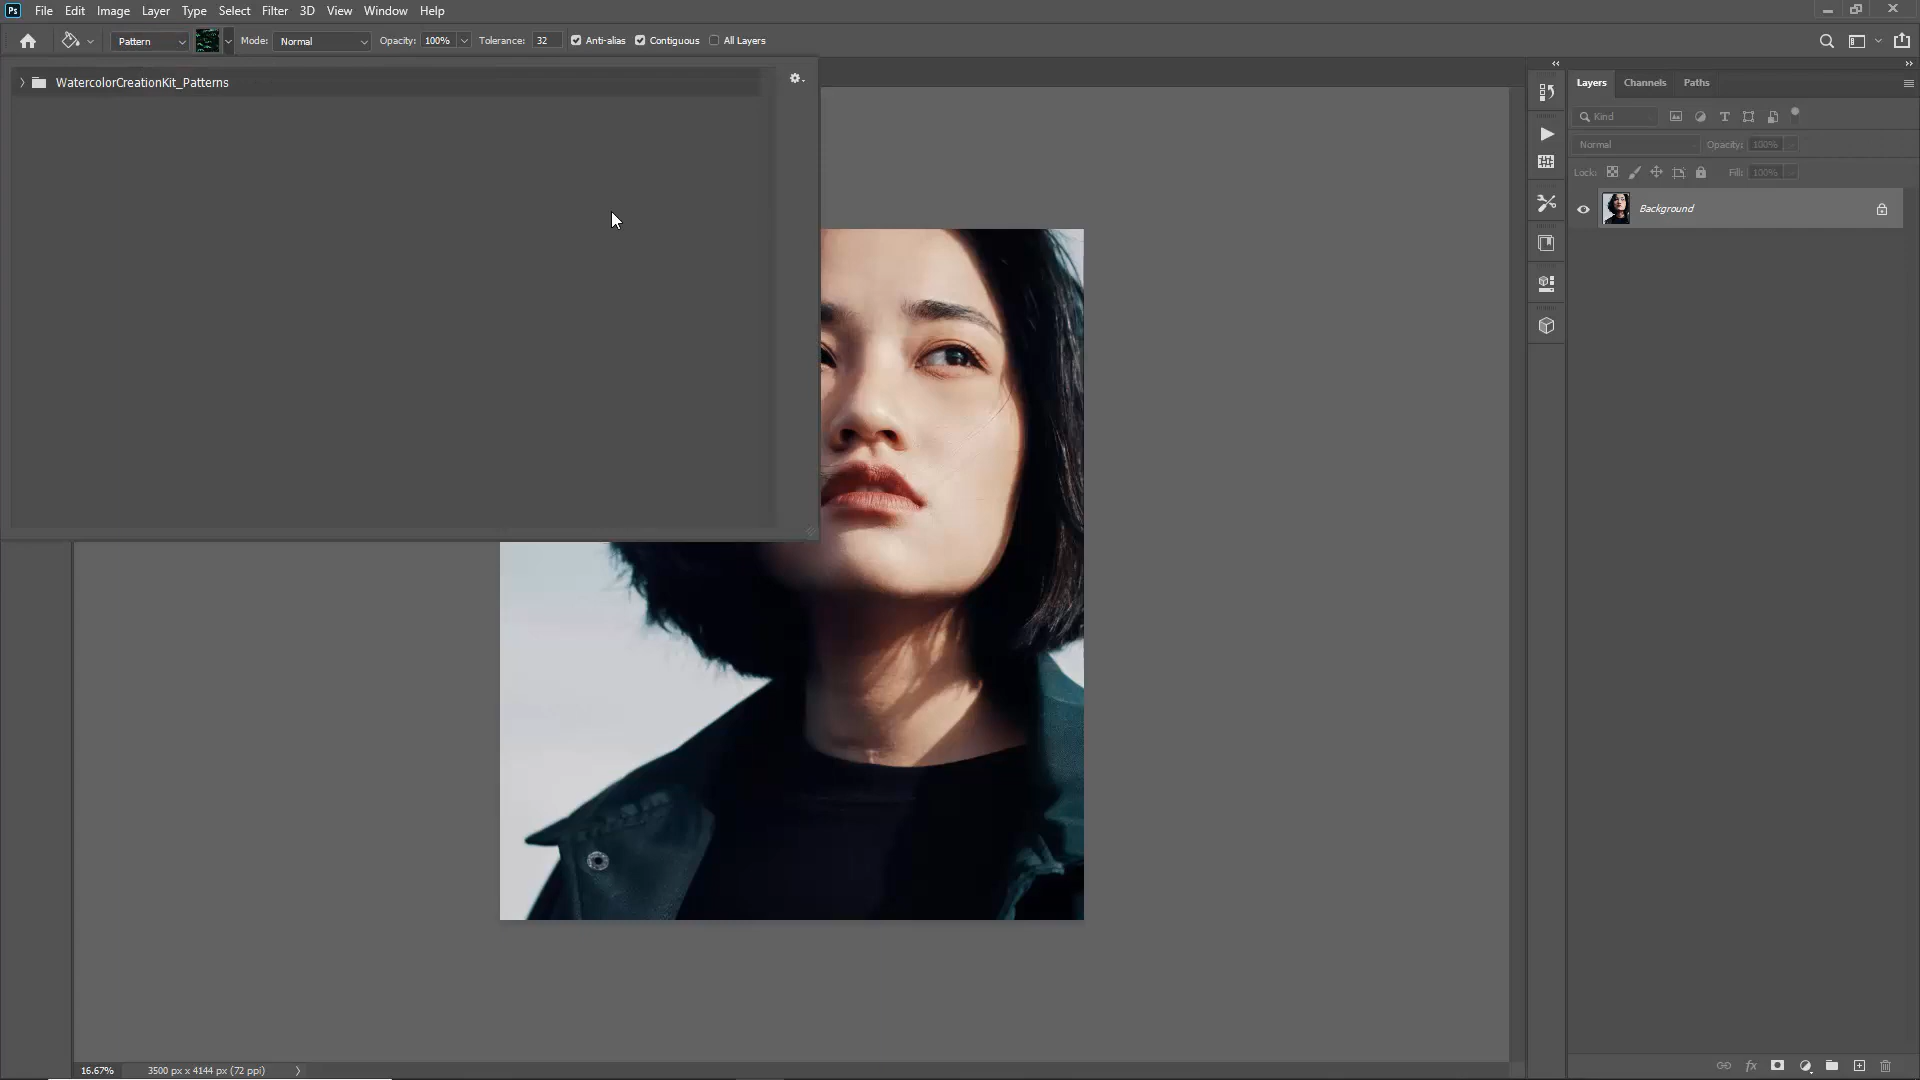 Ps File Edit Image Layer Type Select Filter 3D View Window Help
Pattern Mode: Normal Opacity: 100% Tolerance: 32 Anti-alias Contiguous All Layers
WatercolorCreationKit_Patterns
Layers Channels Paths
Kind
Normal Opacity: 100%
Lock: Fill: 100%
Background
16.67% 3500 px x 4144 px (72 ppi)
fx